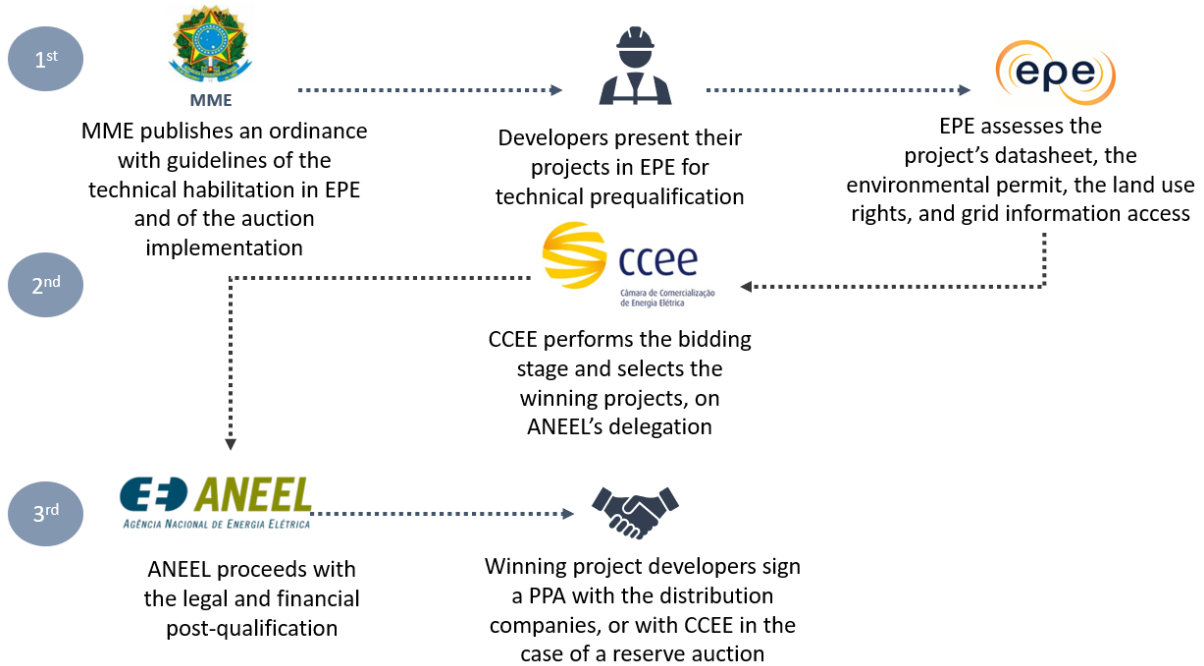 1st
MME
MME publishes an ordinance
with guidelines of the
technical habilitation in EPE
and of the auction
implementation
Developers present their
projects in EPE for
technical prequalification
epe
EPE assesses the
project's datasheet, the
environmental permit, the land use
rights, and grid information access
2nd
ccee
Câmara de Comercialização
de Energia Elétrica
CCEE performs the bidding
stage and selects the
winning projects, on
ANEEL's delegation
3rd
ANEEL
AGÊNCIA NACIONAL DE ENERGIA ELÉTRICA
ANEEL proceeds with
the legal and financial
post-qualification
Winning project developers sign
a PPA with the distribution
companies, or with CCEE in the
case of a reserve auction